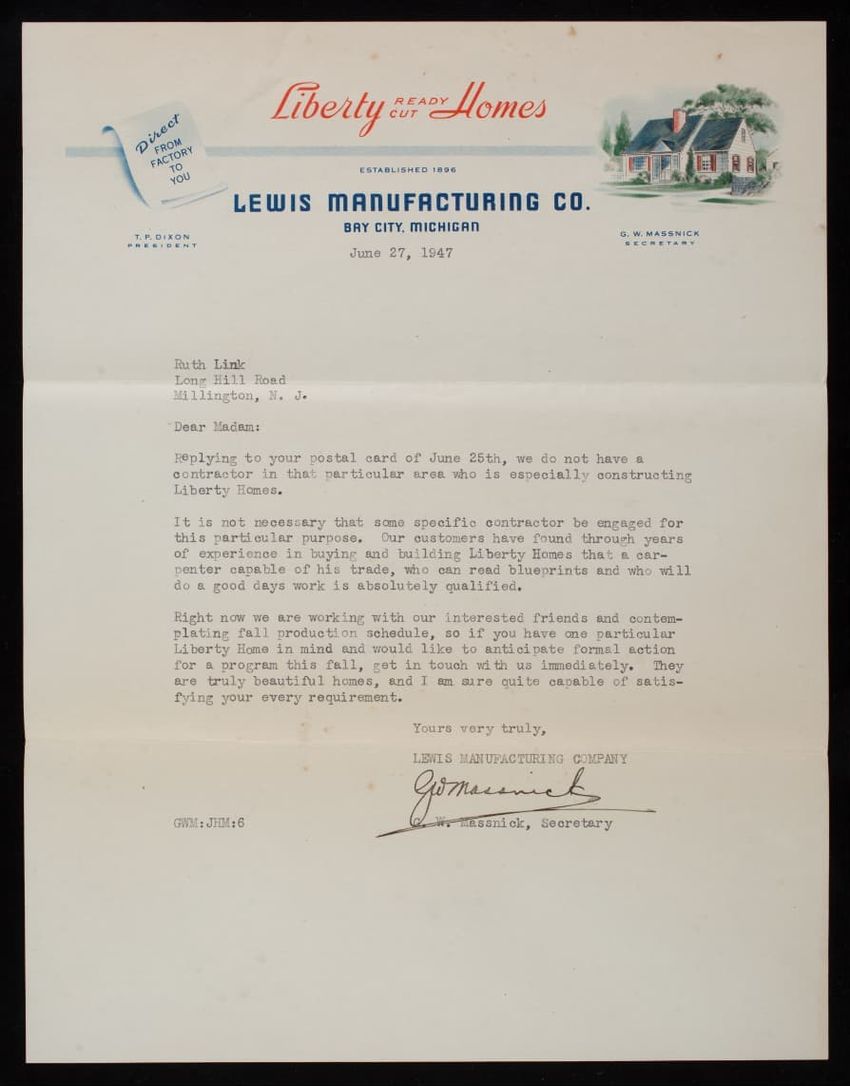 Liberty READY CUT Homes
Direct
FROM
FACTORY
TO
YOU
ESTABLISHED 1896
LEWIS MANUFACTURING CO.
BAY CITY, MICHIGAN
T. P. DIXON
PRESIDENT
G. W. MASSNICK
SECRETARY
June 27, 1947
Ruth Link
Long Hill Road
Millington, N. J.
Dear Madam:
Replying to your postal card of June 25th, we do not have a
contractor in that particular area who is especially constructing
Liberty Homes.
It is not necessary that some specific contractor be engaged for
this particular purpose. Our customers have found through years
of experience in buying and building Liberty Homes that a car-
penter capable of his trade, who can read blueprints and who will
do a good days work is absolutely qualified.
Right now we are working with our interested friends and contem-
plating fall production schedule, so if you have one particular
Liberty Home in mind and would like to anticipate formal action
for a program this fall, get in touch with us immediately. They
are truly beautiful homes, and I am sure quite capable of satis-
fying your every requirement.
Yours very truly,
LEWIS MANUFACTURING COMPANY
GWMassnick
GWM:JHM:6
G. W. Massnick, Secretary